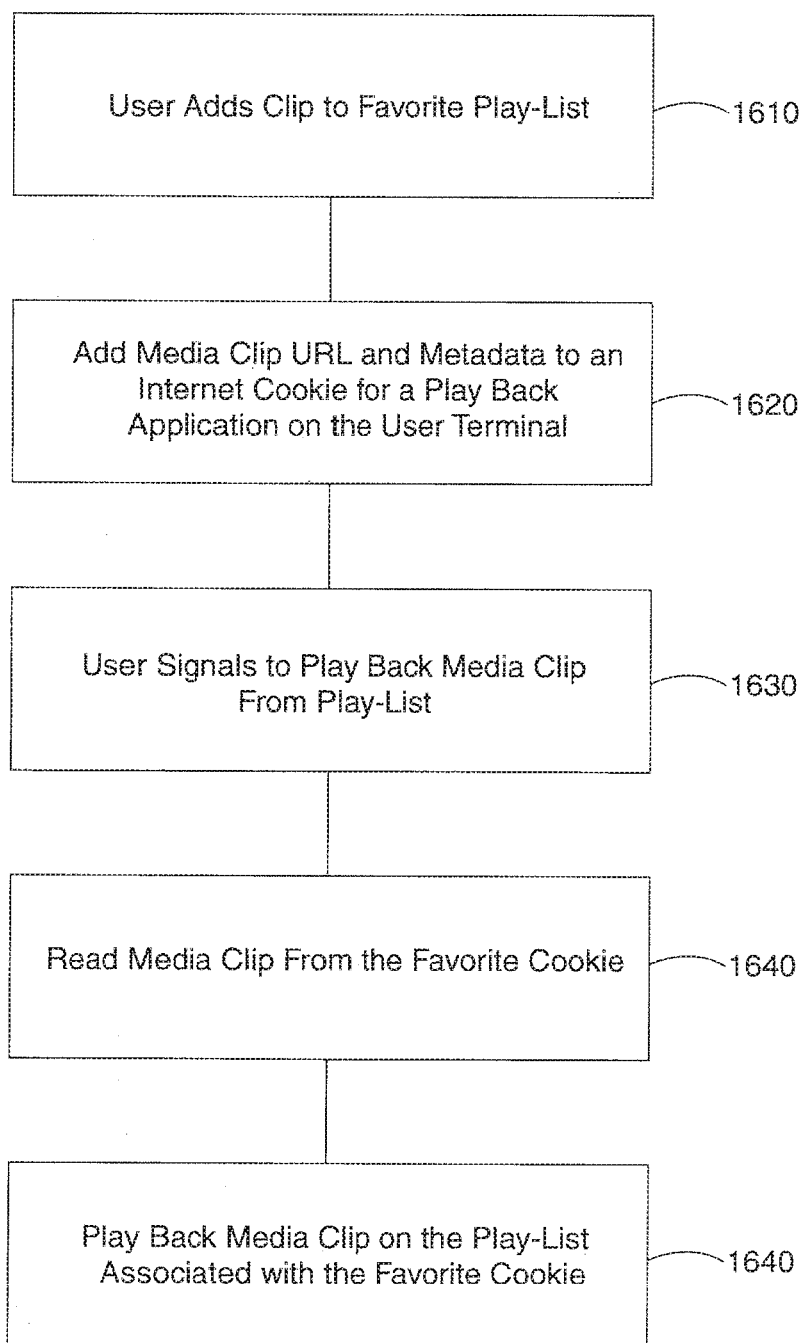 User Adds Clip to Favorite Play-List
1610
Add Media Clip URL and Metadata to an
Internet Cookie for a Play Back
Application on the User Terminal
1620
User Signals to Play Back Media Clip
From Play-List
1630
Read Media Clip From the Favorite Cookie
1640
Play Back Media Clip on the Play-List
Associated with the Favorite Cookie
1640